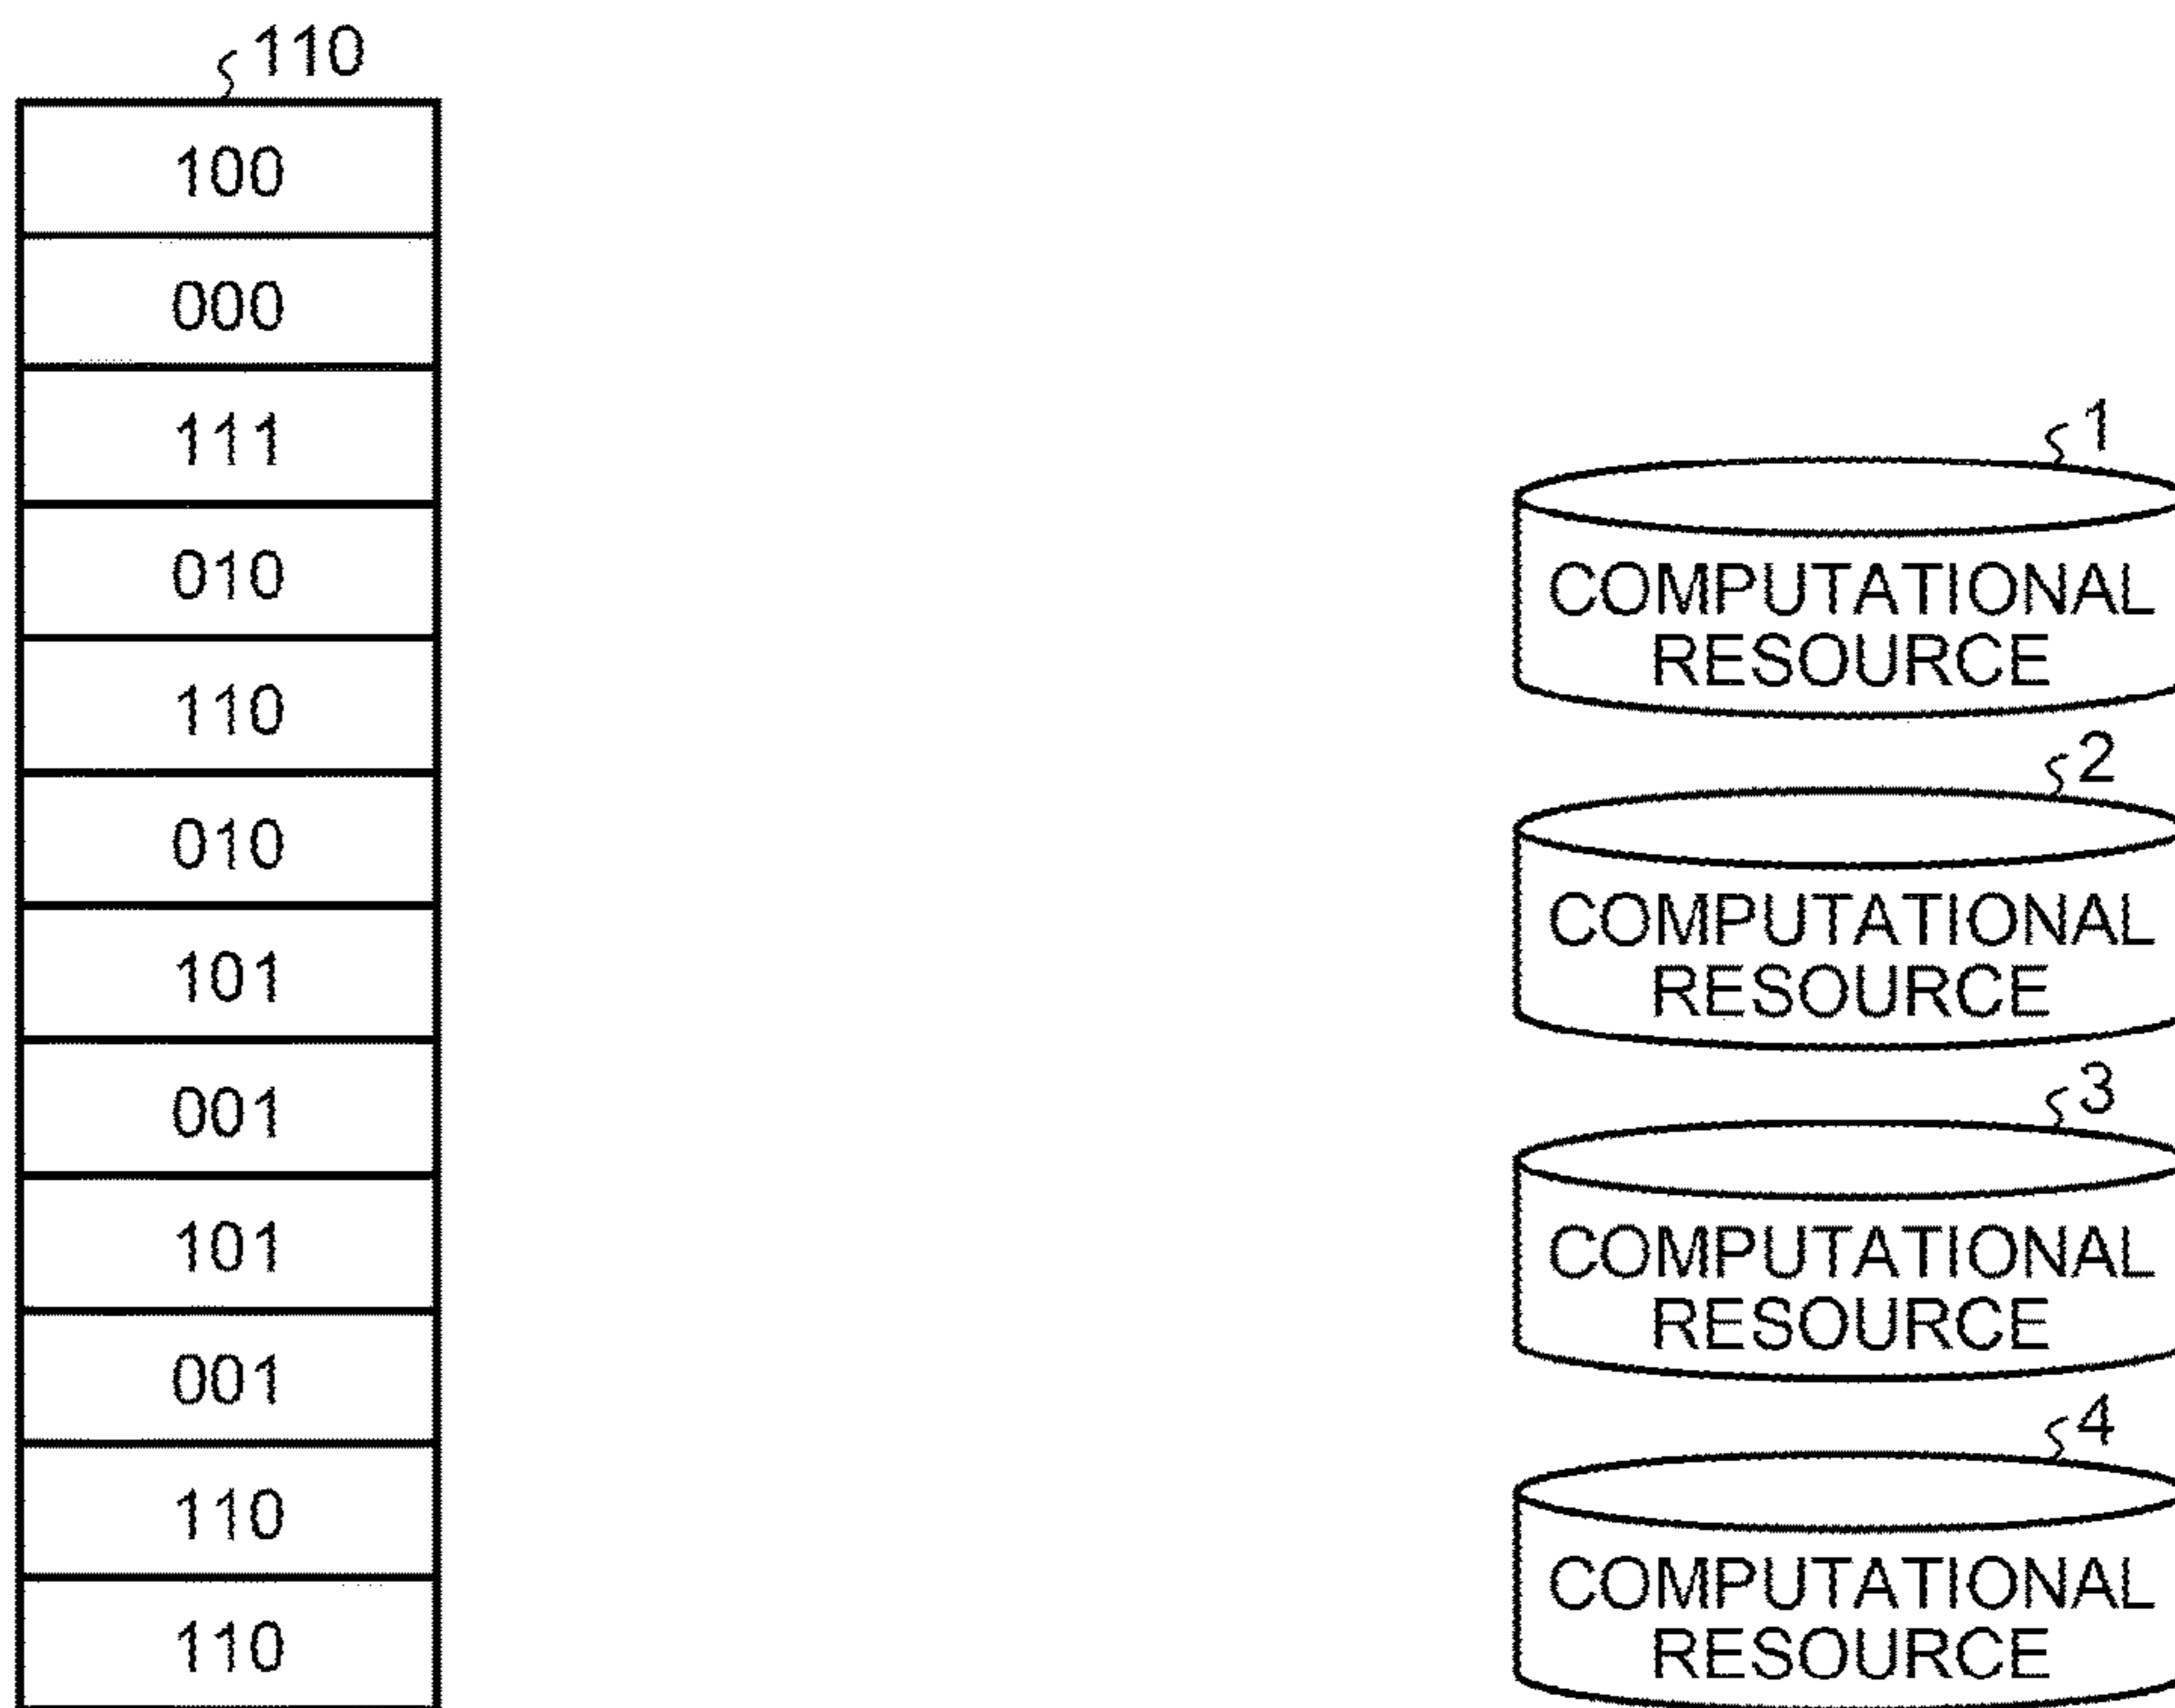 110
100
000
111
010
110
010
101
001
101
001
110
110
1
COMPUTATIONAL
RESOURCE
2
COMPUTATIONAL
RESOURCE
3
COMPUTATIONAL
RESOURCE
4
COMPUTATIONAL
RESOURCE